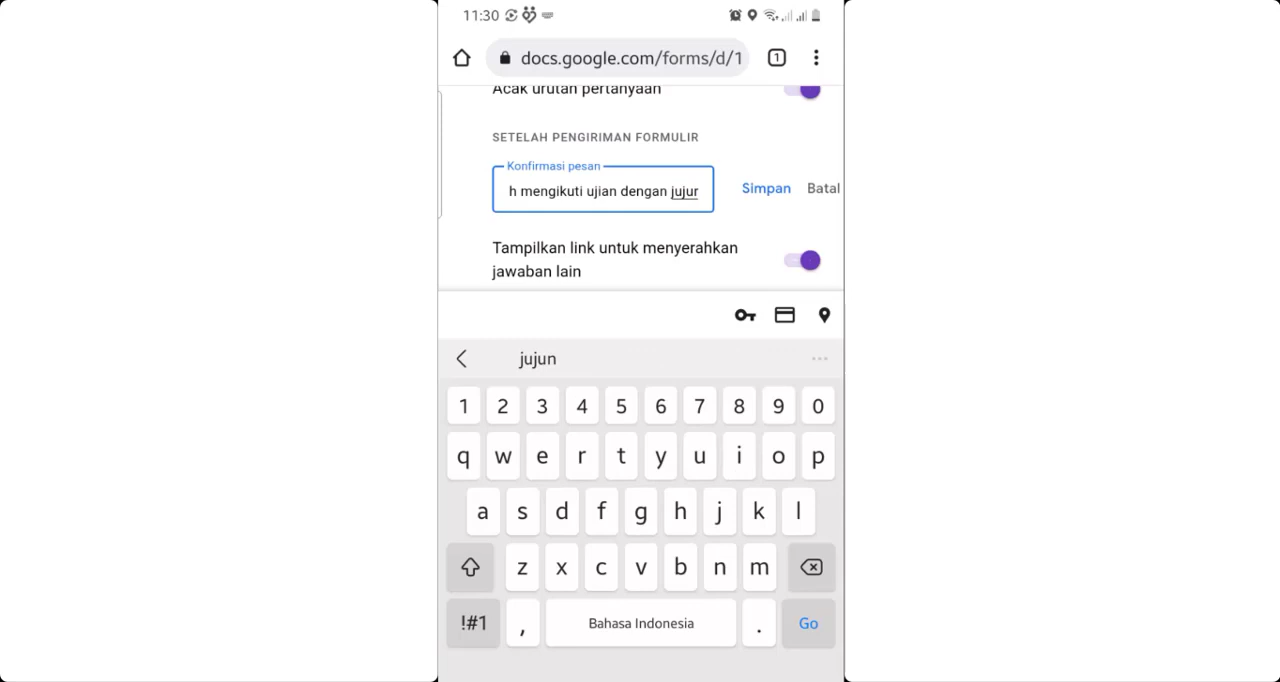 11:30
docs.google.com/forms/d/1
1
Acak urutan pertanyaan
SETELAH PENGIRIMAN FORMULIR
Konfirmasi pesan
h mengikuti ujian dengan jujur
Simpan Batal
Tampilkan link untuk menyerahkan
jawaban lain
jujun
1 2 3 4 5 6 7 8 9 0
q w e r t y u i o p
a s d f g h j k l
z x c v b n m
!#1 , Bahasa Indonesia . Go